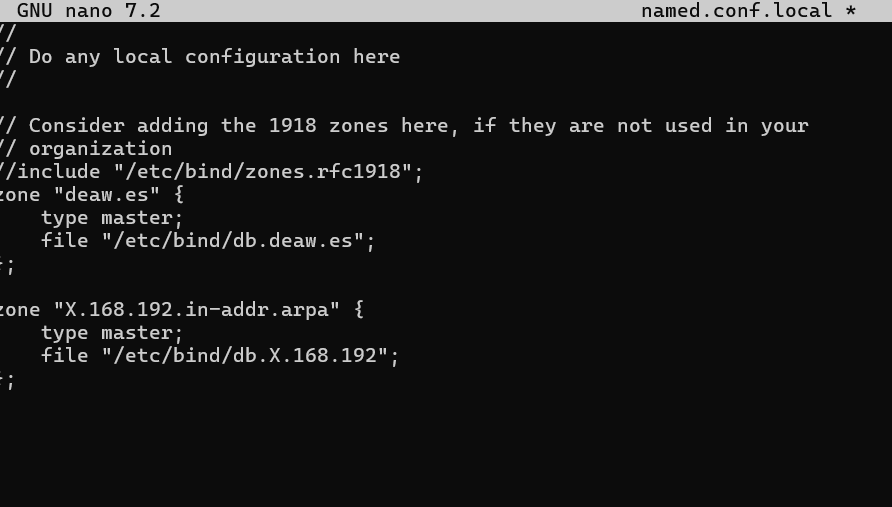 GNU nano 7.2 named.conf.local *
//
// Do any local configuration here
//
// Consider adding the 1918 zones here, if they are not used in your
// organization
//include "/etc/bind/zones.rfc1918";
zone "deaw.es" {
    type master;
    file "/etc/bind/db.deaw.es";
};
zone "X.168.192.in-addr.arpa" {
    type master;
    file "/etc/bind/db.X.168.192";
};